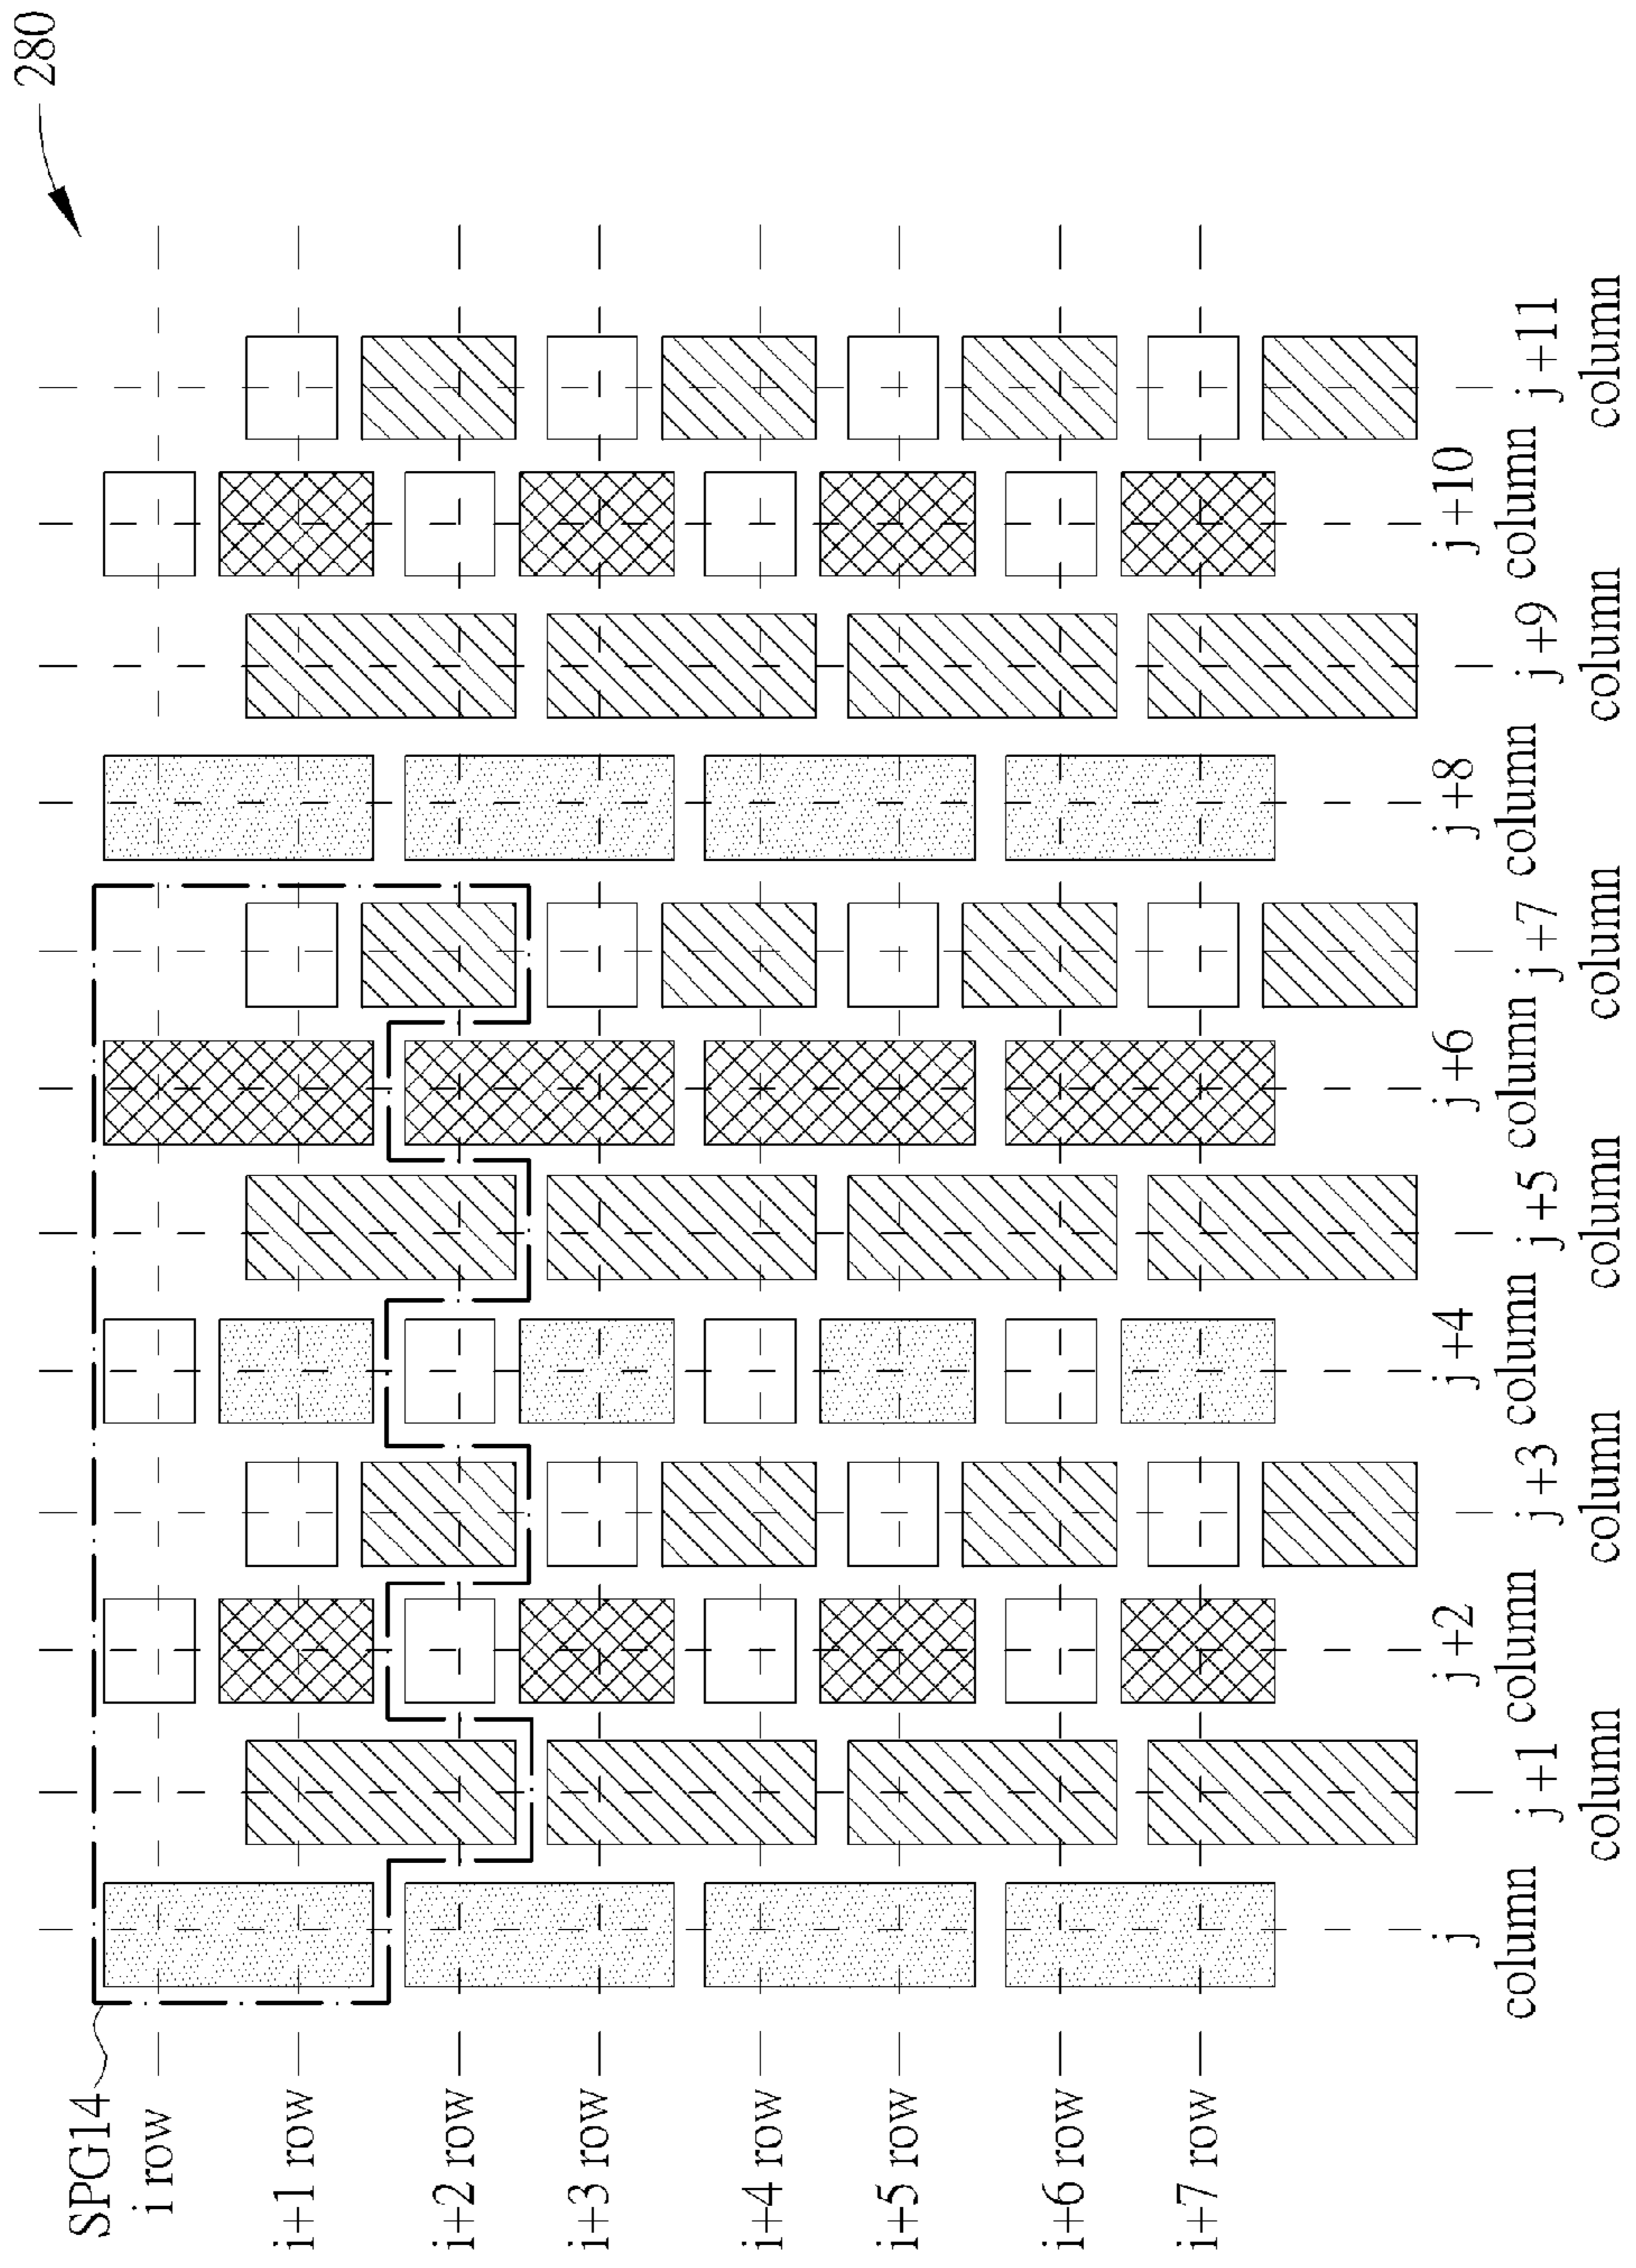 280
SPG14
i row
i+1 row
i+2 row
i+3 row
i+4 row
i+5 row
i+6 row
i+7 row
j
column
j+1
column
j+2
column
j+3
column
j+4
column
j+5
column
j+6
column
j+7
column
j+8
column
j+9
column
j+10
column
j+11
column